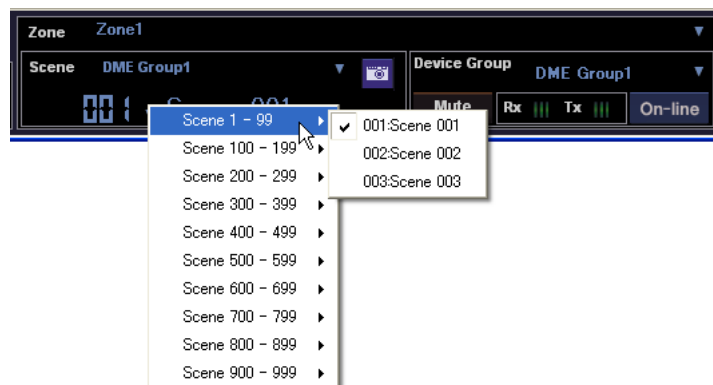 Zone Zone1
Scene DME Group1
Device Group DME Group1
001
001
Mute Rx Tx On-line
Scene 1 - 99
Scene 100 - 199
Scene 200 - 299
Scene 300 - 399
Scene 400 - 499
Scene 500 - 599
Scene 600 - 699
Scene 700 - 799
Scene 800 - 899
Scene 900 - 999
001:Scene 001
002:Scene 002
003:Scene 003